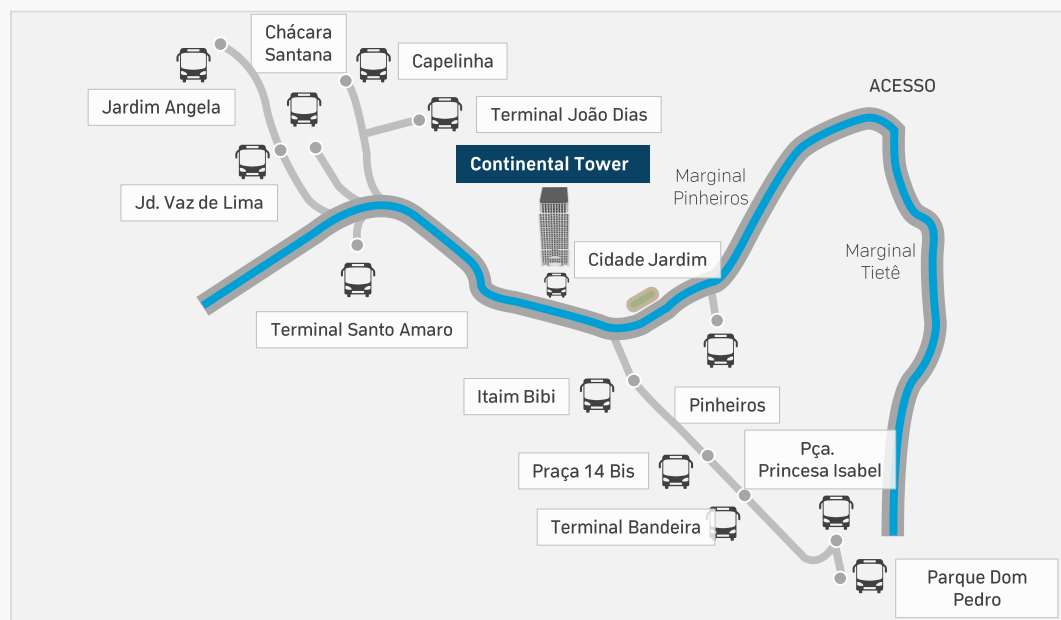 Chácara
Santana
Capelinha
Jardim Angela
Terminal João Dias
ACESSO
Continental Tower
Marginal
Pinheiros
Jd. Vaz de Lima
Cidade Jardim
Marginal
Tietê
Terminal Santo Amaro
Itaim Bibi
Pinheiros
Pça.
Princesa Isabel
Praça 14 Bis
Terminal Bandeira
Parque Dom
Pedro